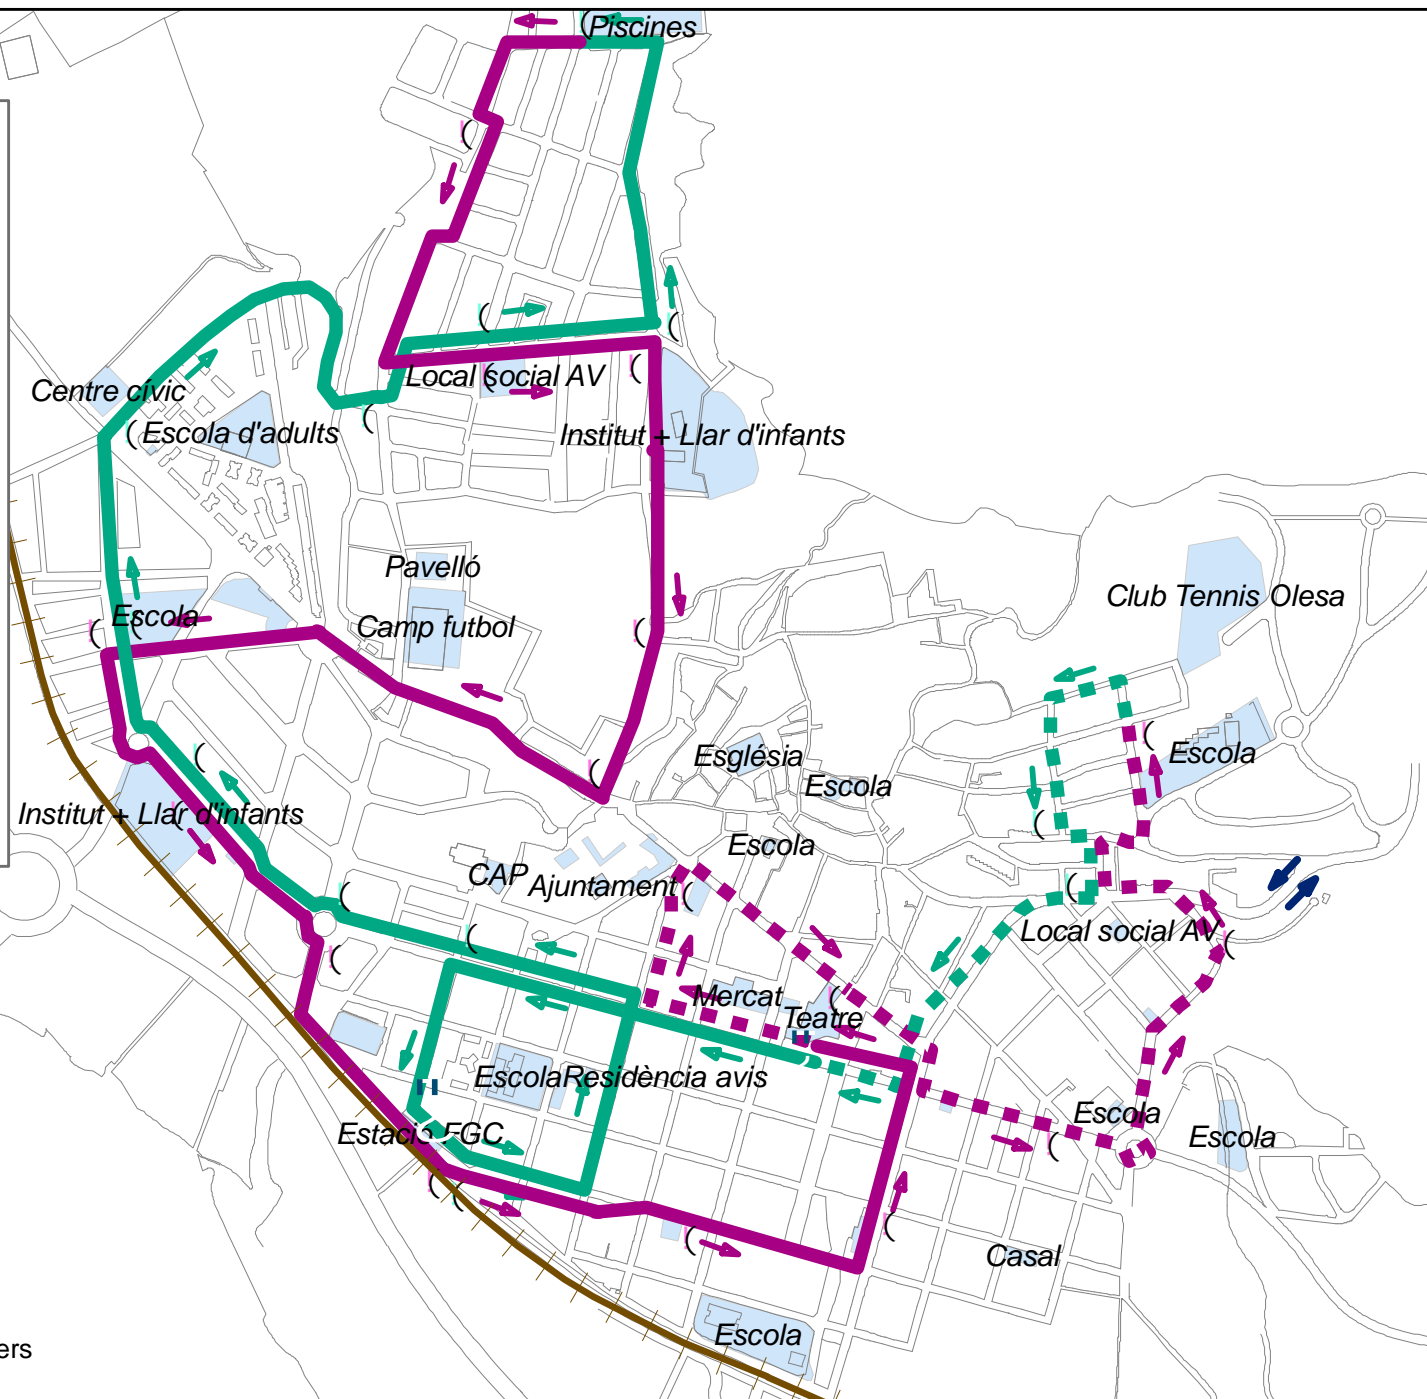 Piscines
Centre cívic
Local social AV
Escola d'adults
Institut + Llar d'infants
Pavelló
Club Tennis Olesa
Escola
Camp futbol
Església
Escola
Escola
Institut + Llar d'infants
Escola
CAP
Ajuntament
Local social AV
Mercat
Teatre
Escola
Residència avis
Escola
Estació FGC
Escola
Casal
Escola
ers